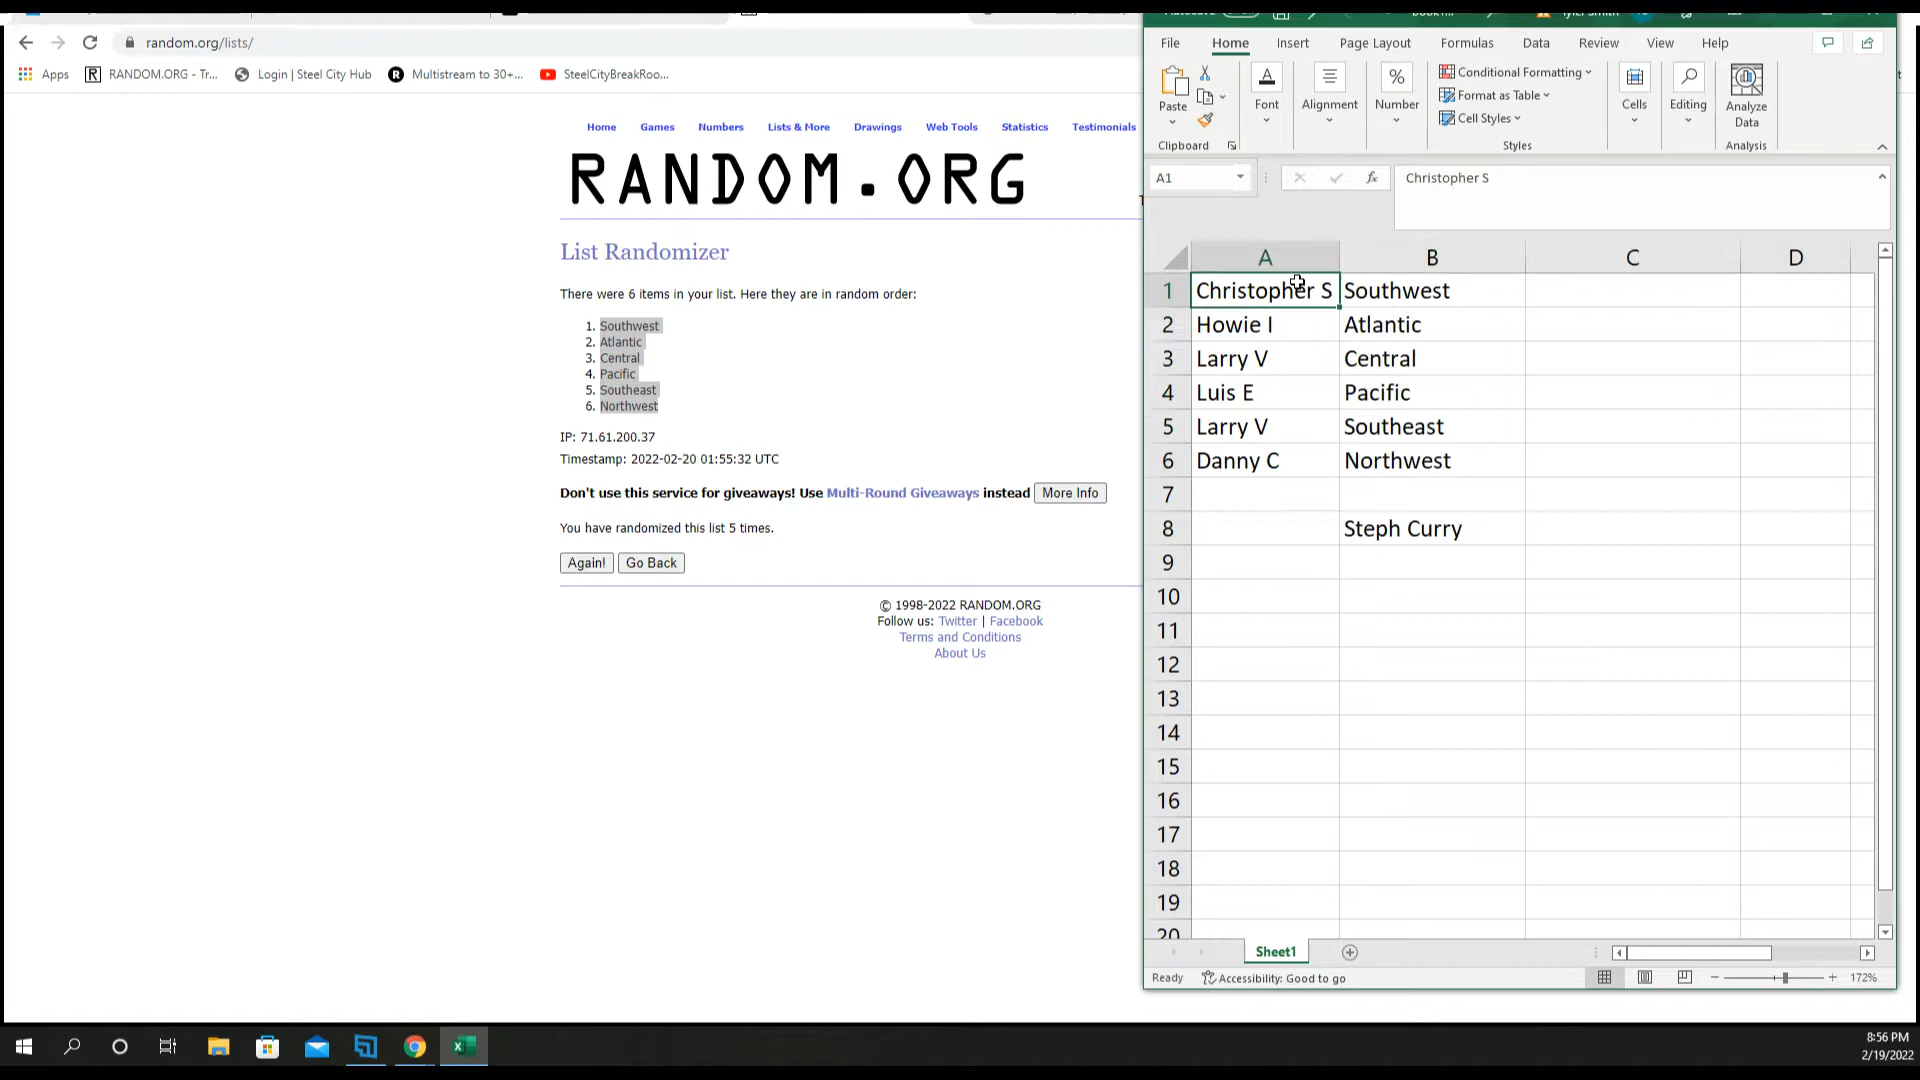 random.org/lists/
Apps
RANDOM.ORG - Tr...
Login | Steel City Hub
Multistream to 30+...
SteelCityBreakRoo...
Home Games Numbers Lists & More Drawings Web Tools Statistics Testimonials
RANDOM.ORG
List Randomizer
There were 6 items in your list. Here they are in random order:
1. Southwest
2. Atlantic
3. Central
4. Pacific
5. Southeast
6. Northwest
IP: 71.61.200.37
Timestamp: 2022-02-20 01:55:32 UTC
Don't use this service for giveaways! Use Multi-Round Giveaways instead More Info
You have randomized this list 5 times.
Again! Go Back
© 1998-2022 RANDOM.ORG
Follow us: Twitter | Facebook
Terms and Conditions
About Us
File Home Insert Page Layout Formulas Data Review View Help
Paste
Font
Alignment
Number
Conditional Formatting
Format as Table
Cell Styles
Cells
Editing
Analyze
Data
Clipboard Styles Analysis
A1 fx Christopher S
A B C D
1 Christopher S Southwest
2 Howie I Atlantic
3 Larry V Central
4 Luis E Pacific
5 Larry V Southeast
6 Danny C Northwest
7
8 Steph Curry
9
10
11
12
13
14
15
16
17
18
19
20
Sheet1
Ready Accessibility: Good to go 172%
8:56 PM
2/19/2022